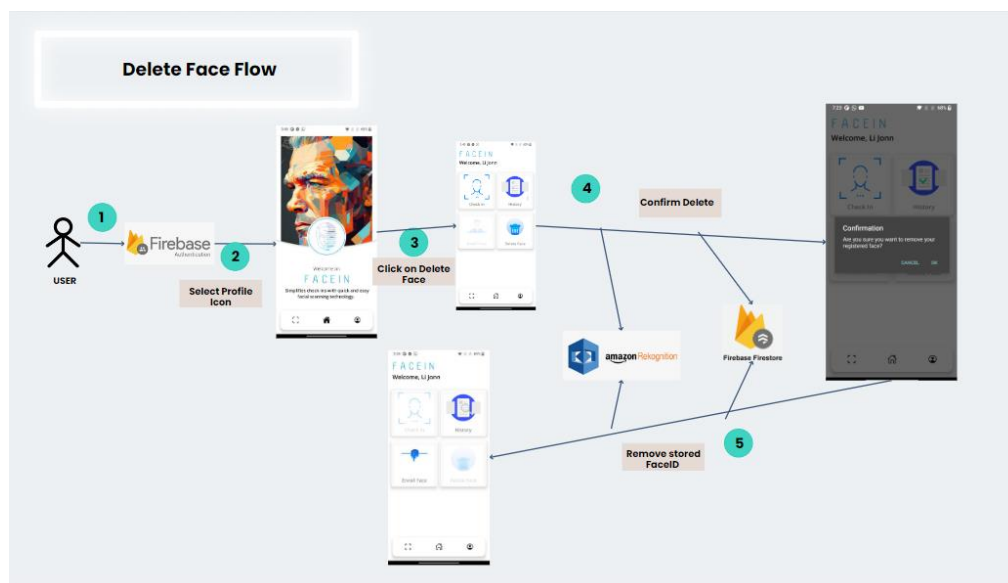 Delete Face Flow
1
USER
Firebase
Authentication
2
Select Profile
Icon
Welcome to
FACEIN
Simplifies check ins with quick and easy
facial scanning technology.
3
Click on Delete
Face
FACEIN
Welcome, Li Jonn
Check In
History
Delete Face
4
Confirm Delete
amazon Rekognition
Firebase Firestore
FACEIN
Welcome, Li Jonn
Check In
History
Confirmation
Are you sure you want to remove your
registered face?
CANCEL
OK
5
Remove stored
FaceID
FACEIN
Welcome, Li Jonn
Check In
History
Enroll Face
Delete Face